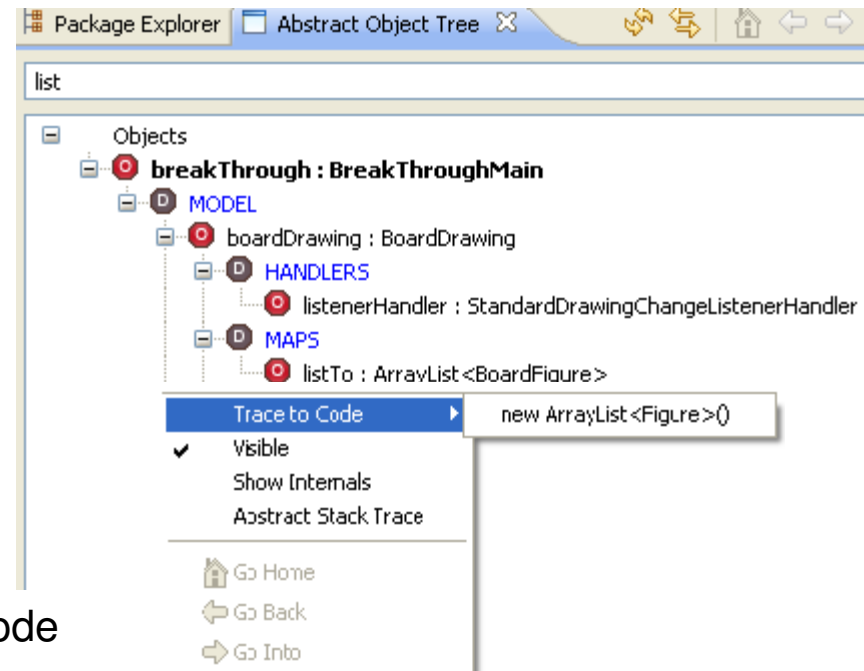 Package Explorer Abstract Object Tree
list
Objects
O breakThrough : BreakThroughMain
D MODEL
O boardDrawing : BoardDrawing
D HANDLERS
O listenerHandler : StandardDrawingChangeListenerHandler
D MAPS
O listTo : ArrayList<BoardFigure>
Trace to Code new ArrayList<Figure>()
Visible
Show Internals
Abstract Stack Trace
Go Home
Go Back
ode
Go Into